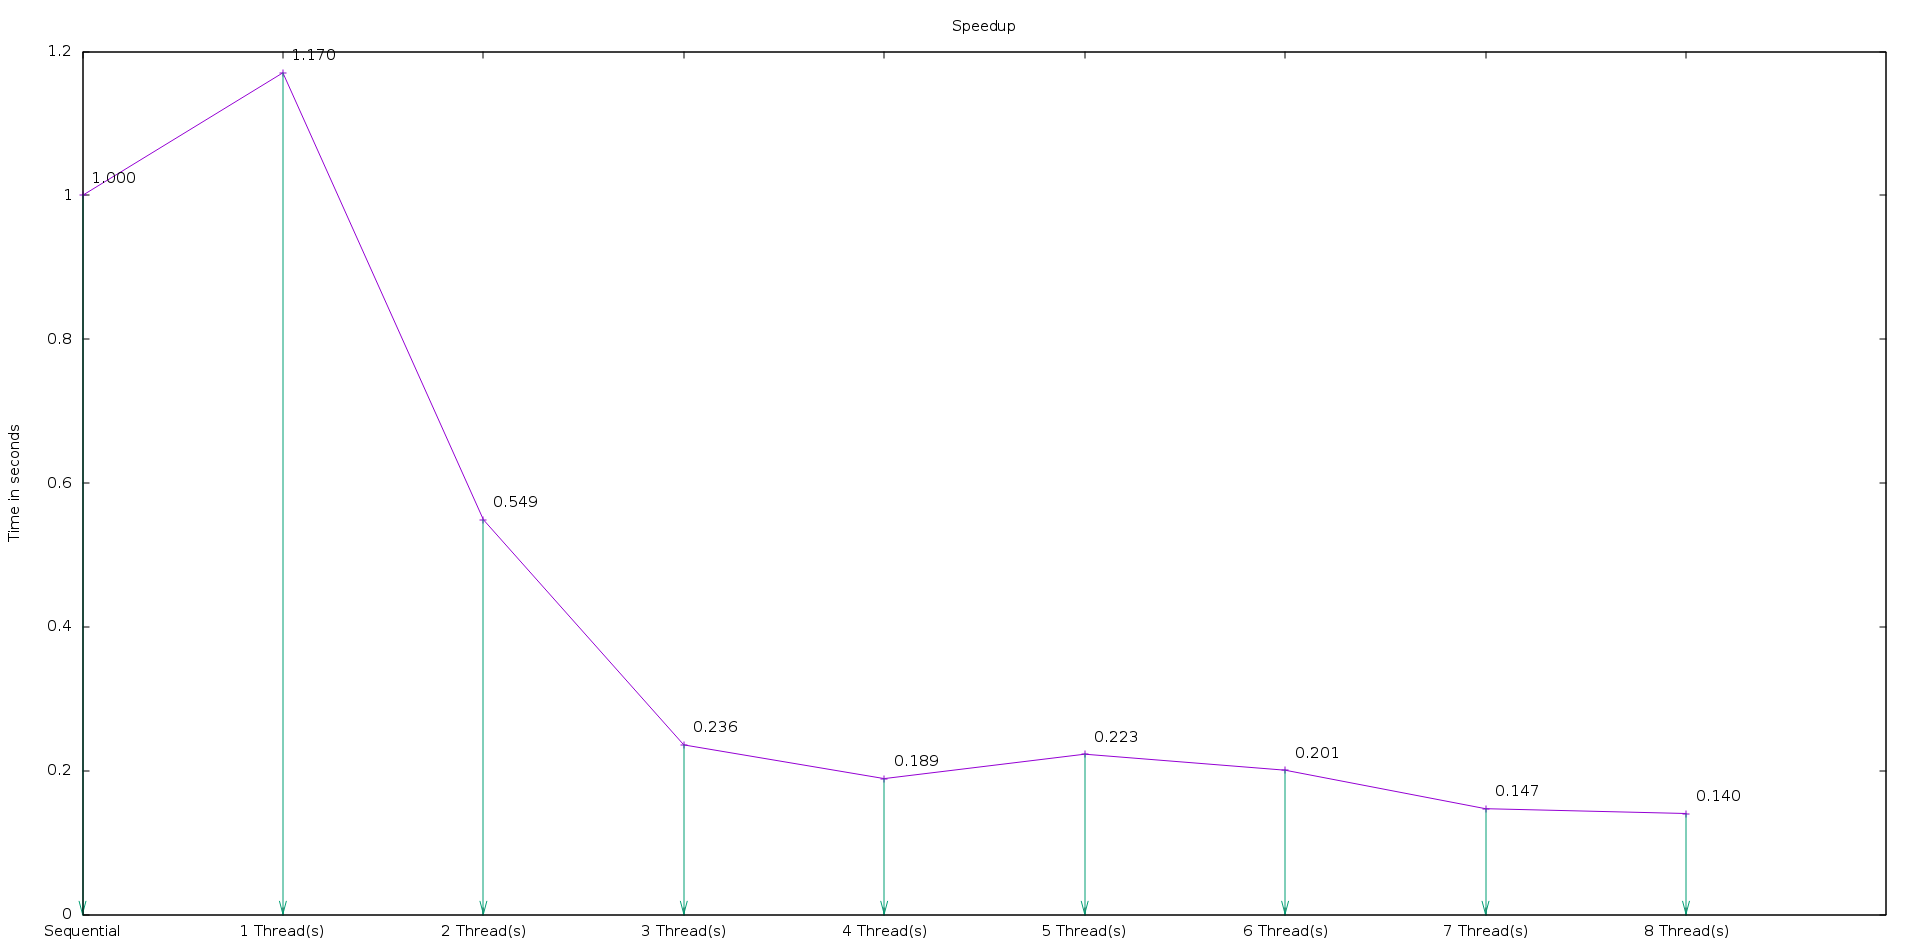 Speedup
1.2
1.170
1
1.000
0.8
0.6
0.549
0.4
0.236
0.2
0.189
0.223
0.201
0.147
0.140
0
Time in seconds
Sequential
1 Thread(s)
2 Thread(s)
3 Thread(s)
4 Thread(s)
5 Thread(s)
6 Thread(s)
7 Thread(s)
8 Thread(s)